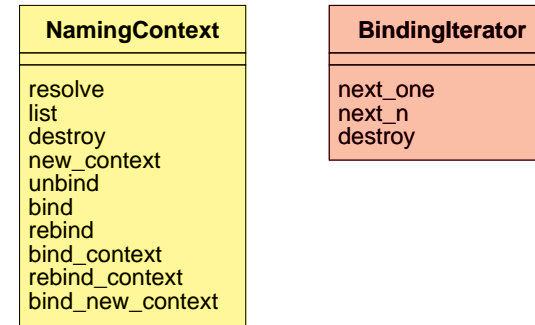 NamingContext
resolve
list
destroy
new_context
unbind
bind
rebind
bind_context
rebind_context
bind_new_context
BindingIterator
next_one
next_n
destroy